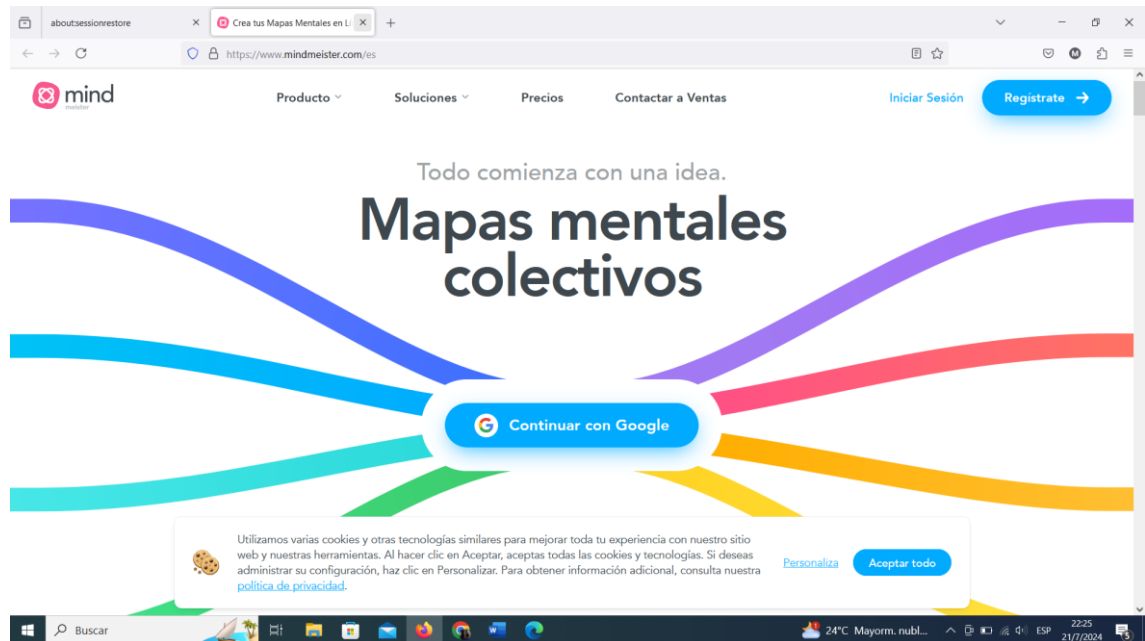 about:sessionrestore
Crea tus Mapas Mentales en Lí
https://www.mindmeister.com/es
M
mind
meister
Producto
Soluciones
Precios
Contactar a Ventas
Iniciar Sesión
Regístrate
Todo comienza con una idea.
Mapas mentales
colectivos
G Continuar con Google
Utilizamos varias cookies y otras tecnologías similares para mejorar toda tu experiencia con nuestro sitio
web y nuestras herramientas. Al hacer clic en Aceptar, aceptas todas las cookies y tecnologías. Si deseas
administrar su configuración, haz clic en Personalizar. Para obtener información adicional, consulta nuestra
política de privacidad.
Personaliza
Aceptar todo
Buscar
24°C Mayorm. nubl...
ESP
22:25
21/7/2024